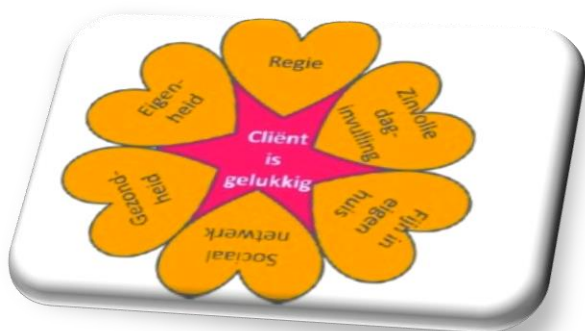 Regie
Zinvolle
dag-
invulling
Fijn in
eigen
huis
Sociaal
netwerk
Gezond-
heid
Eigen-
heid
Cliënt
is
gelukkig